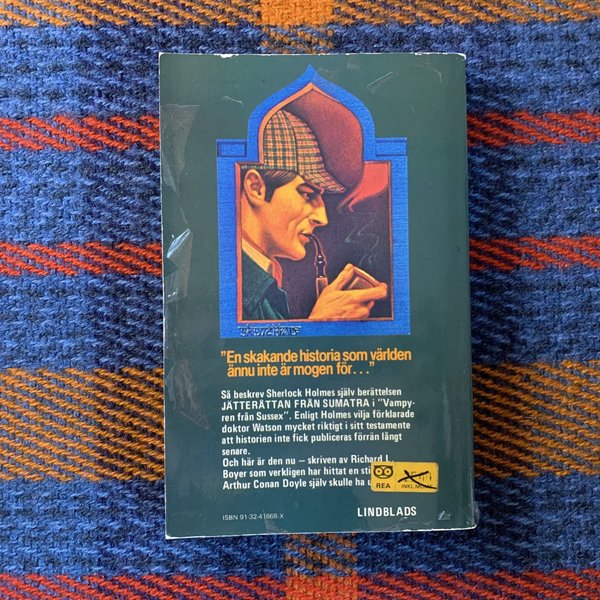 "En skakande historia som världen
ännu inte är mogen för..."
Så beskrev Sherlock Holmes själv berättelsen
JÄTTERÅTTAN FRÅN SUMATRA i "Vampy-
ren från Sussex". Enligt Holmes vilja förklarade
doktor Watson mycket riktigt i sitt testamente
att historien inte fick publiceras förrän långt
senare.
Och här är den nu – skriven av Richard L.
Boyer som verkligen har hittat en sti
Arthur Conan Doyle själv skulle ha
REA
INKL.MOMS
ISBN 91-32-41868-X
LINDBLADS